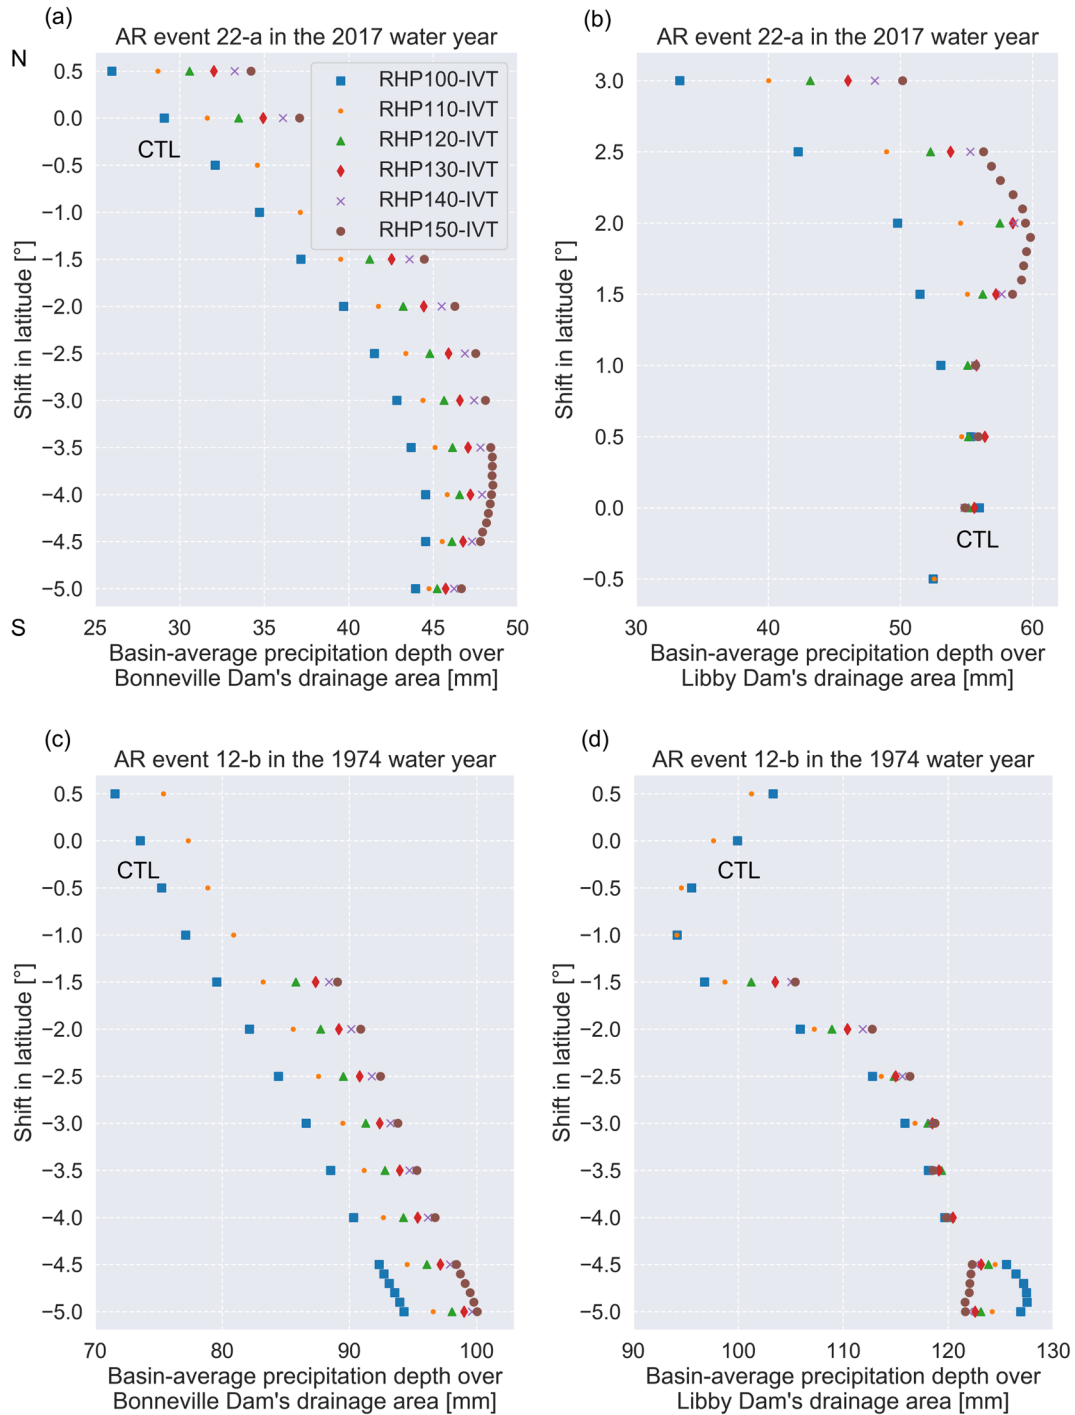 (a)
AR event 22-a in the 2017 water year
N
0.5
0.0
−0.5
−1.0
−1.5
−2.0
−2.5
−3.0
−3.5
−4.0
−4.5
−5.0
S
Shift in latitude [°]
CTL
RHP100-IVT
RHP110-IVT
RHP120-IVT
RHP130-IVT
RHP140-IVT
RHP150-IVT
25 30 35 40 45 50
Basin-average precipitation depth over
Bonneville Dam's drainage area [mm]
(b)
AR event 22-a in the 2017 water year
3.0
2.5
2.0
1.5
1.0
0.5
0.0
−0.5
Shift in latitude [°]
CTL
30 40 50 60
Basin-average precipitation depth over
Libby Dam's drainage area [mm]
(c)
AR event 12-b in the 1974 water year
0.5
0.0
−0.5
−1.0
−1.5
−2.0
−2.5
−3.0
−3.5
−4.0
−4.5
−5.0
Shift in latitude [°]
CTL
70 80 90 100
Basin-average precipitation depth over
Bonneville Dam's drainage area [mm]
(d)
AR event 12-b in the 1974 water year
0.5
0.0
−0.5
−1.0
−1.5
−2.0
−2.5
−3.0
−3.5
−4.0
−4.5
−5.0
Shift in latitude [°]
CTL
90 100 110 120 130
Basin-average precipitation depth over
Libby Dam's drainage area [mm]